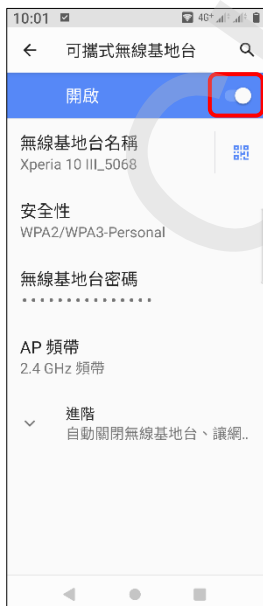 10:01 4G+
可攜式無線基地台
開啟
無線基地台名稱
Xperia 10 III_5068
安全性
WPA2/WPA3-Personal
無線基地台密碼
• • • • • • • • • • • • • • •
AP 頻帶
2.4 GHz 頻帶
進階
自動關閉無線基地台、讓網..